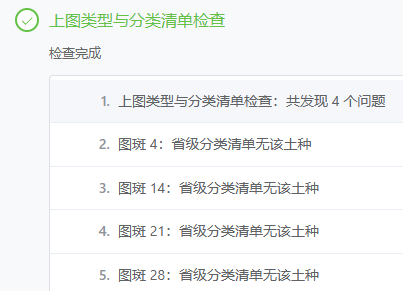 上图类型与分类清单检查
检查完成
1. 上图类型与分类清单检查：共发现 4 个问题
2. 图斑 4：省级分类清单无该土种
3. 图斑 14：省级分类清单无该土种
4. 图斑 21：省级分类清单无该土种
5. 图斑 28：省级分类清单无该土种